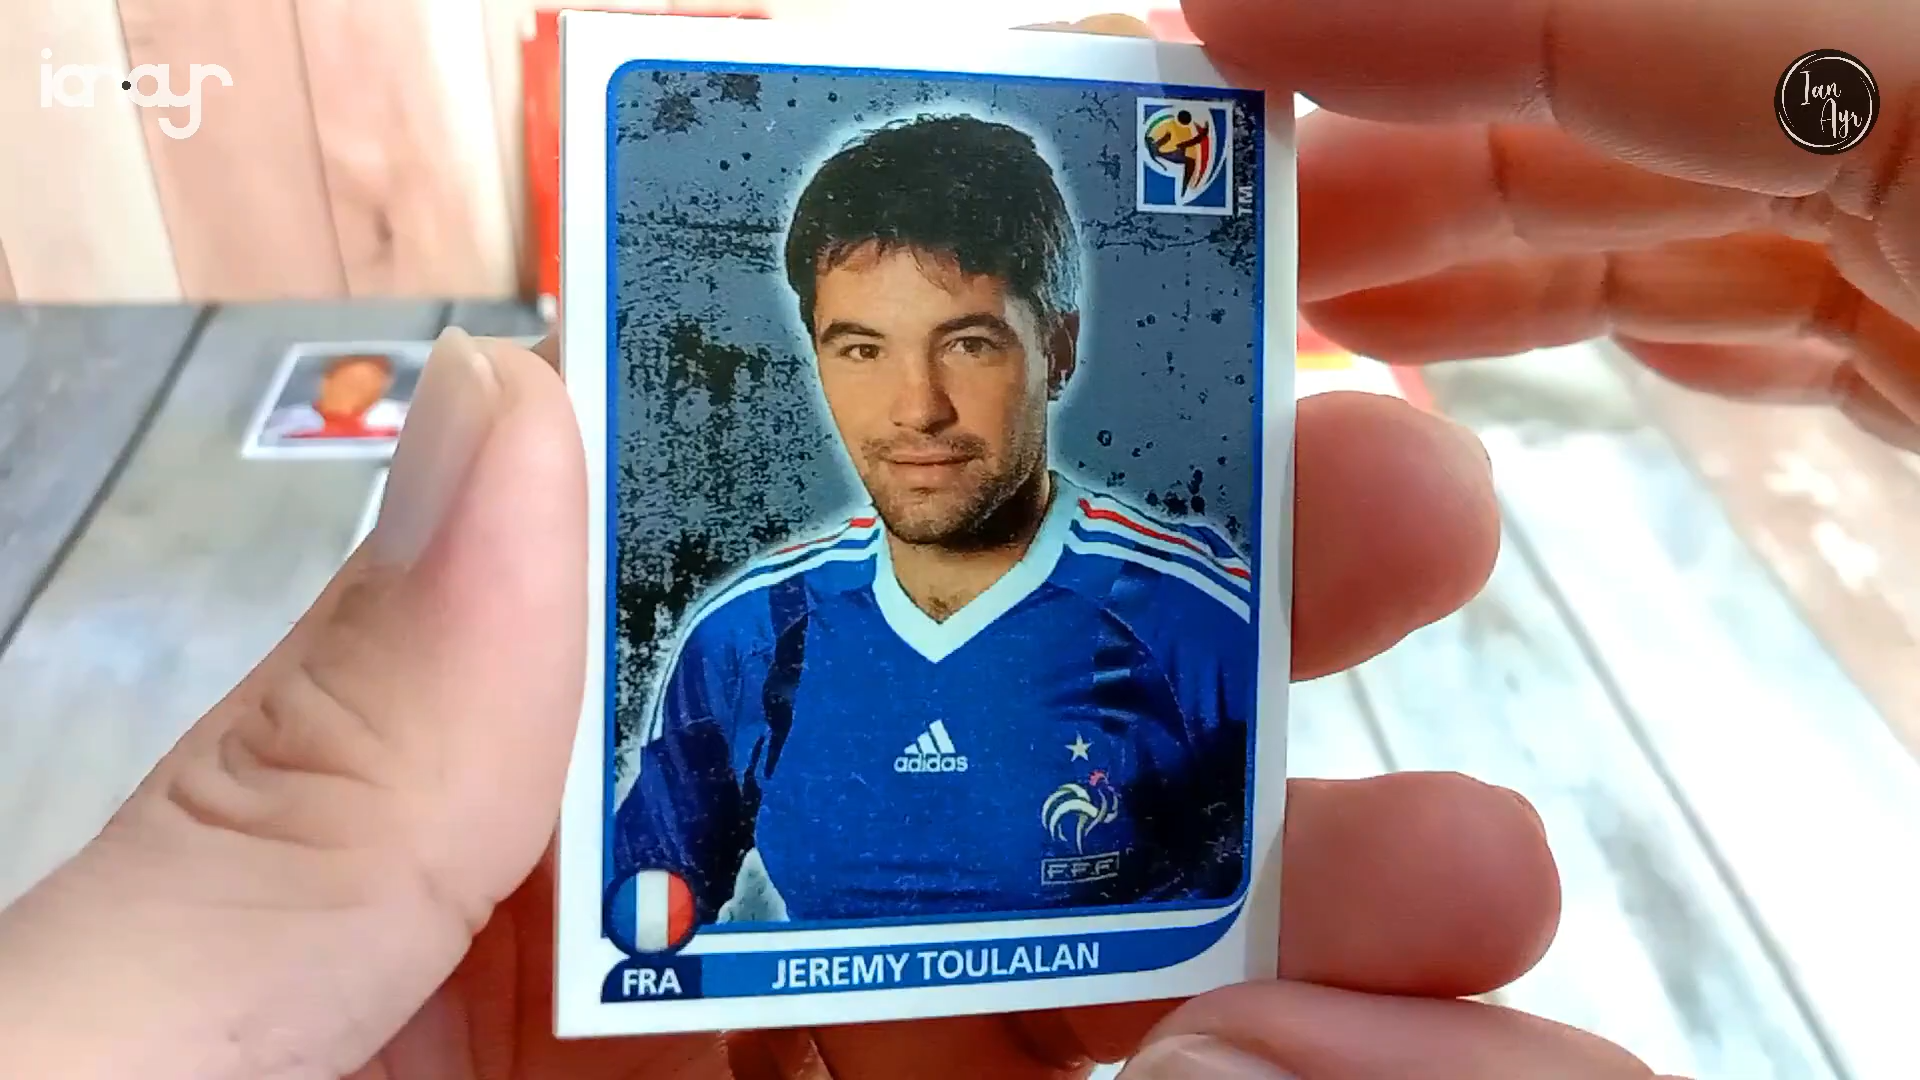 ianayr
Ian
Ayr
TM
adidas
F.F.F
FRA
JEREMY TOULALAN